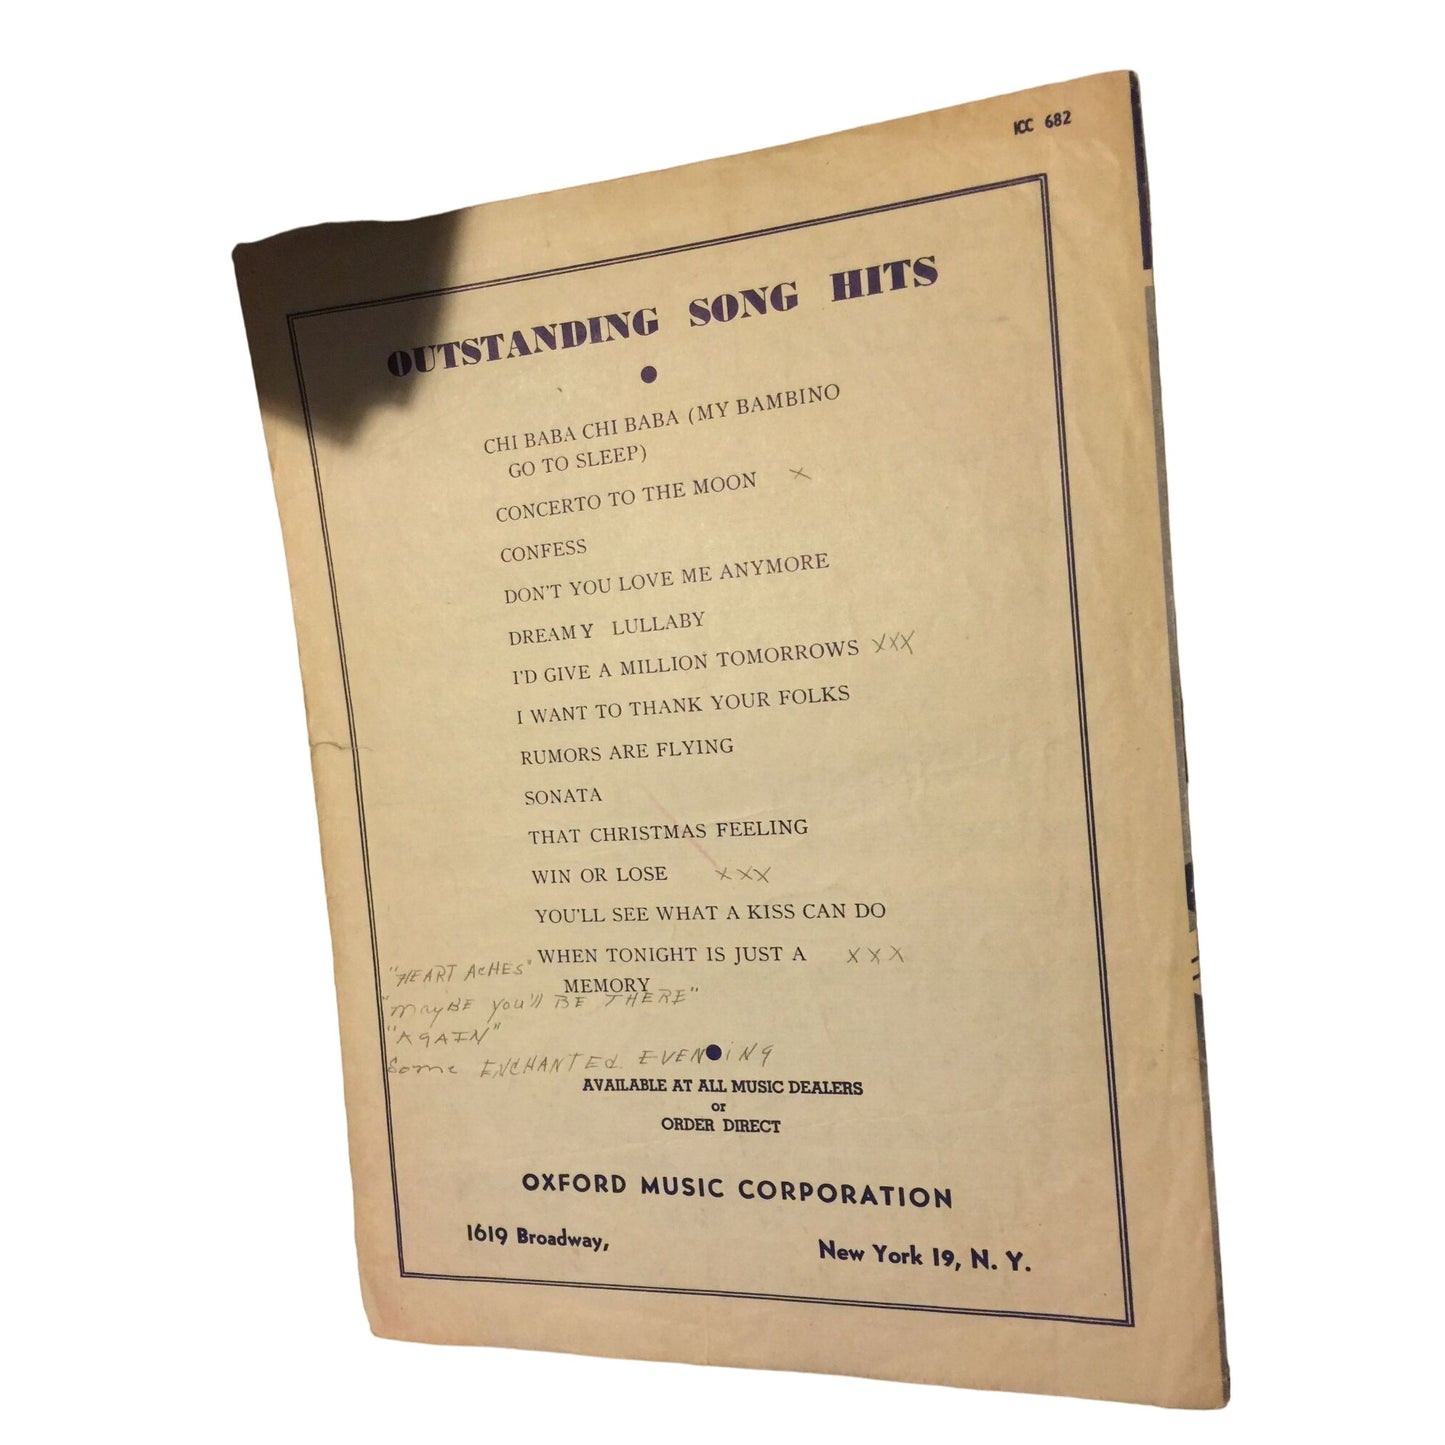 ICC 682
OUTSTANDING SONG HITS
CHI BABA CHI BABA (MY BAMBINO
GO TO SLEEP)
CONCERTO TO THE MOON X
CONFESS
DON'T YOU LOVE ME ANYMORE
DREAMY LULLABY
I'D GIVE A MILLION TOMORROWS XXX
I WANT TO THANK YOUR FOLKS
RUMORS ARE FLYING
SONATA
THAT CHRISTMAS FEELING
WIN OR LOSE XXX
YOU'LL SEE WHAT A KISS CAN DO
WHEN TONIGHT IS JUST A XXX
MEMORY
"HEART ACHES"
"MayBE you'll BE THERE"
"AgAIN"
Some ENCHANTEd EVENiNg
AVAILABLE AT ALL MUSIC DEALERS
or
ORDER DIRECT
OXFORD MUSIC CORPORATION
1619 Broadway,
New York 19, N. Y.